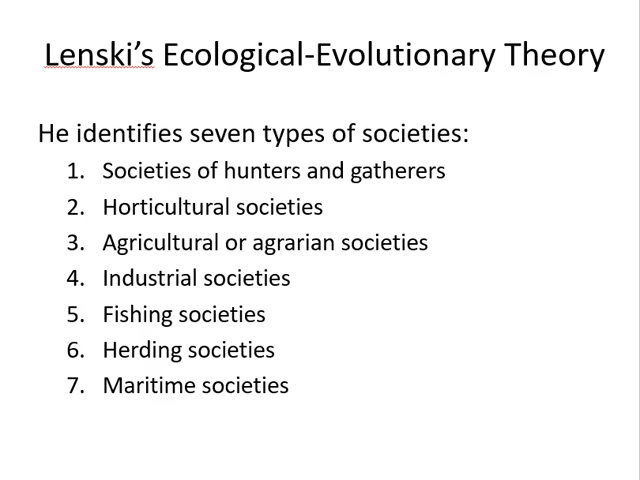 Lenski’s Ecological-Evolutionary Theory
He identifies seven types of societies:
1. Societies of hunters and gatherers
2. Horticultural societies
3. Agricultural or agrarian societies
4. Industrial societies
5. Fishing societies
6. Herding societies
7. Maritime societies